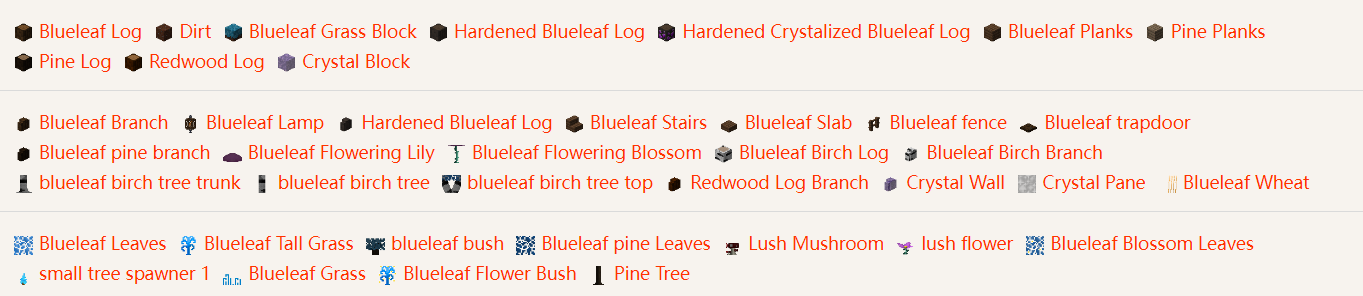 Blueleaf Log Dirt Blueleaf Grass Block Hardened Blueleaf Log Hardened Crystalized Blueleaf Log Blueleaf Planks Pine Planks
Pine Log Redwood Log Crystal Block
Blueleaf Branch Blueleaf Lamp Hardened Blueleaf Log Blueleaf Stairs Blueleaf Slab Blueleaf fence Blueleaf trapdoor
Blueleaf pine branch Blueleaf Flowering Lily Blueleaf Flowering Blossom Blueleaf Birch Log Blueleaf Birch Branch
blueleaf birch tree trunk blueleaf birch tree blueleaf birch tree top Redwood Log Branch Crystal Wall Crystal Pane Blueleaf Wheat
Blueleaf Leaves Blueleaf Tall Grass blueleaf bush Blueleaf pine Leaves Lush Mushroom lush flower Blueleaf Blossom Leaves
small tree spawner 1 Blueleaf Grass Blueleaf Flower Bush Pine Tree